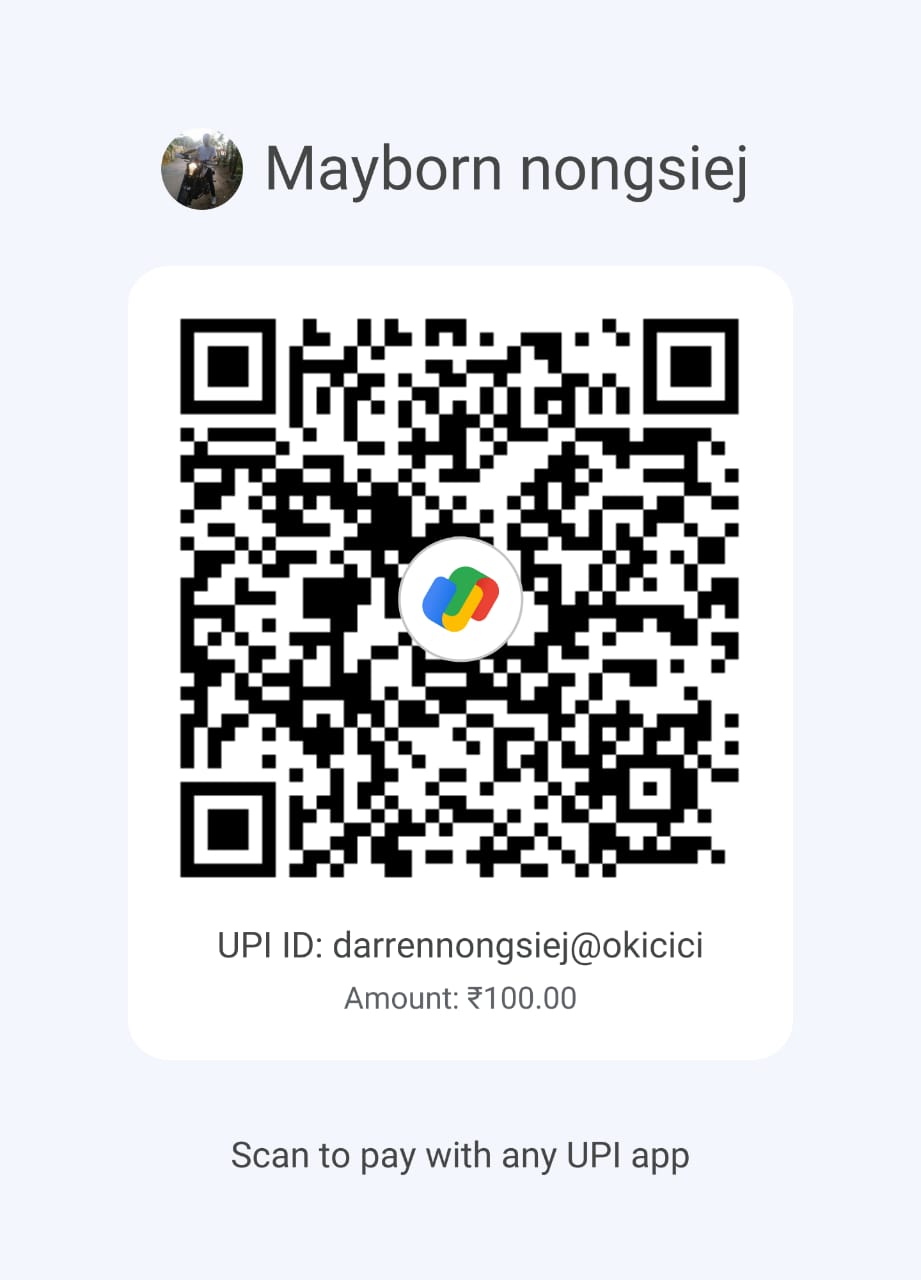 Mayborn nongsiej
UPI ID: darrennongsiej@okicici
Amount: ₹100.00
Scan to pay with any UPI app